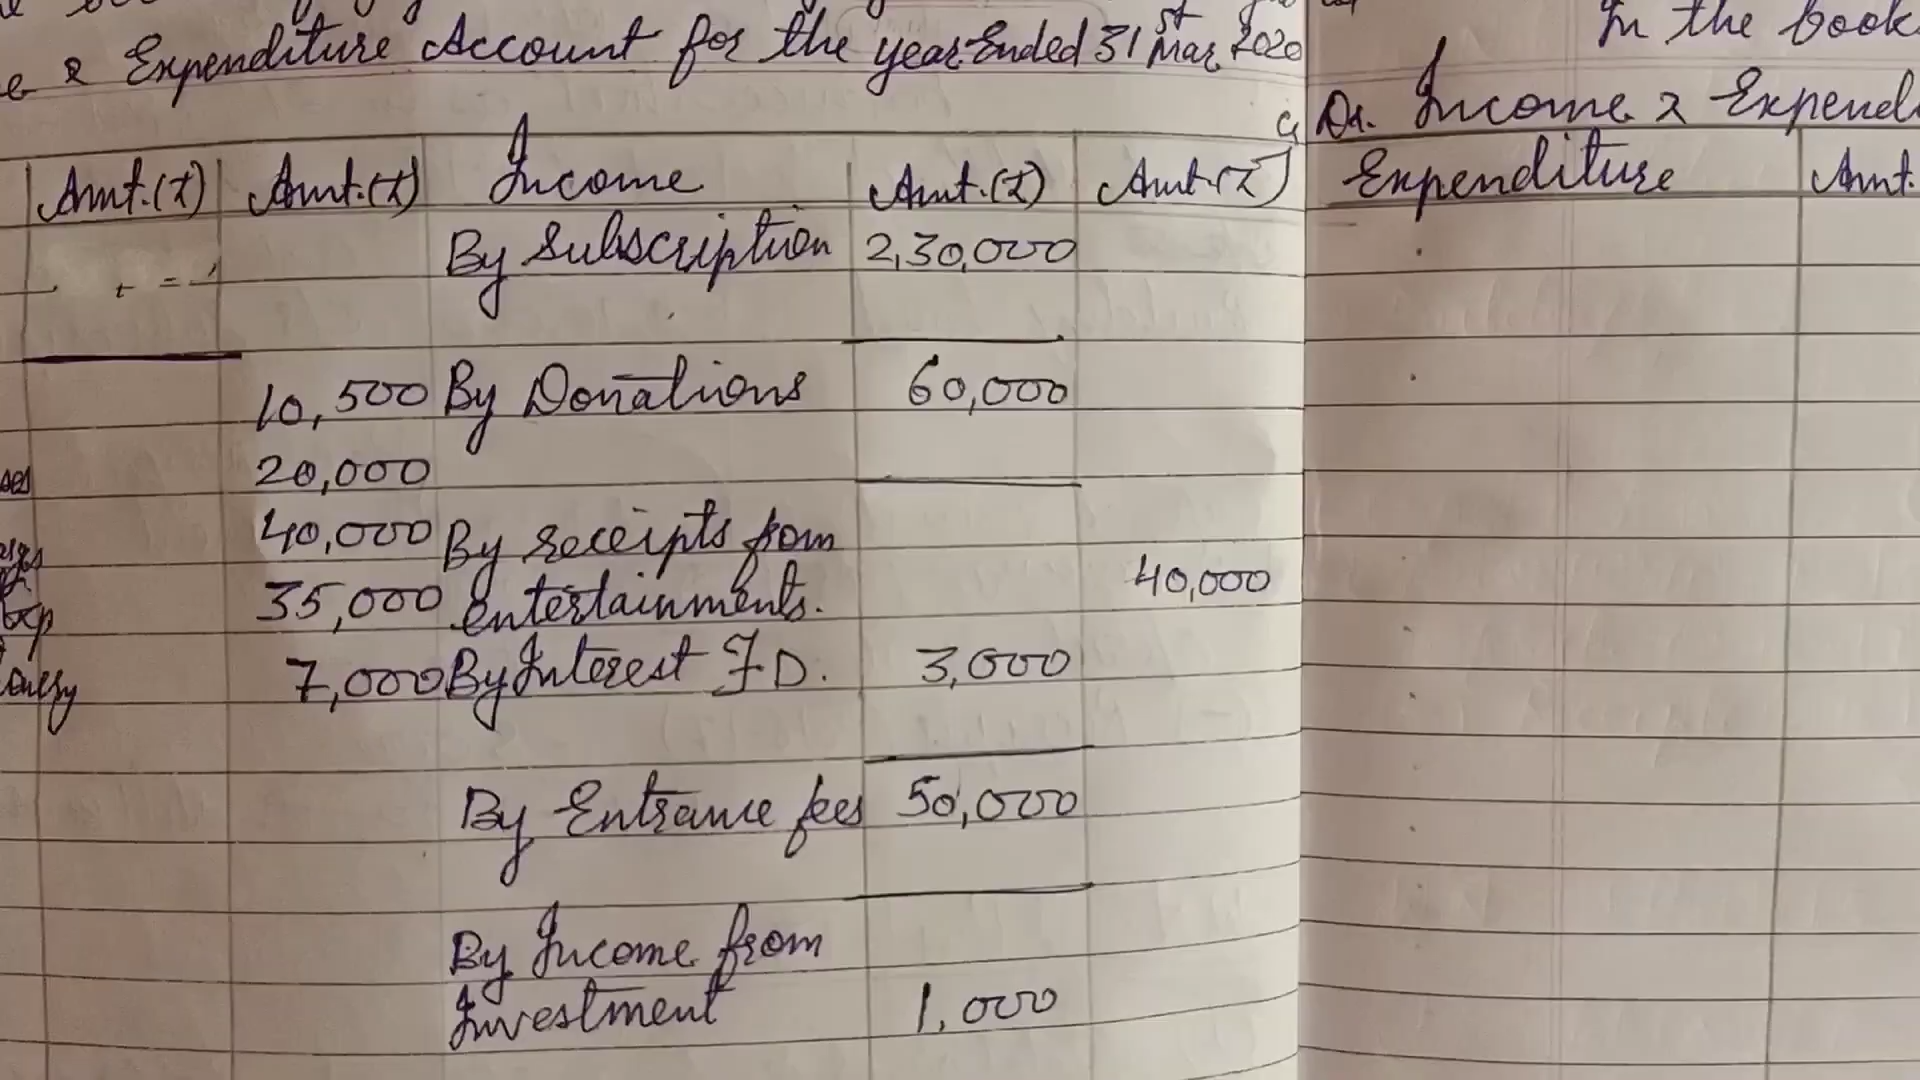 e & Expenditure Account for the year Ended 31st Mar 2020
Amt.(₹) Amt.(₹) Income Amt.(₹) Amt.(₹)
By Subscription 2,30,000
10,500 By Donations 60,000
20,000
40,000 By receipts from
35,000 entertainments. 40,000
7,000 By Interest F D. 3,000
By Entrance fees 50,000
By Income from
Investment 1,000
In the book
Dr. Income & Expend
Expenditure Amt.